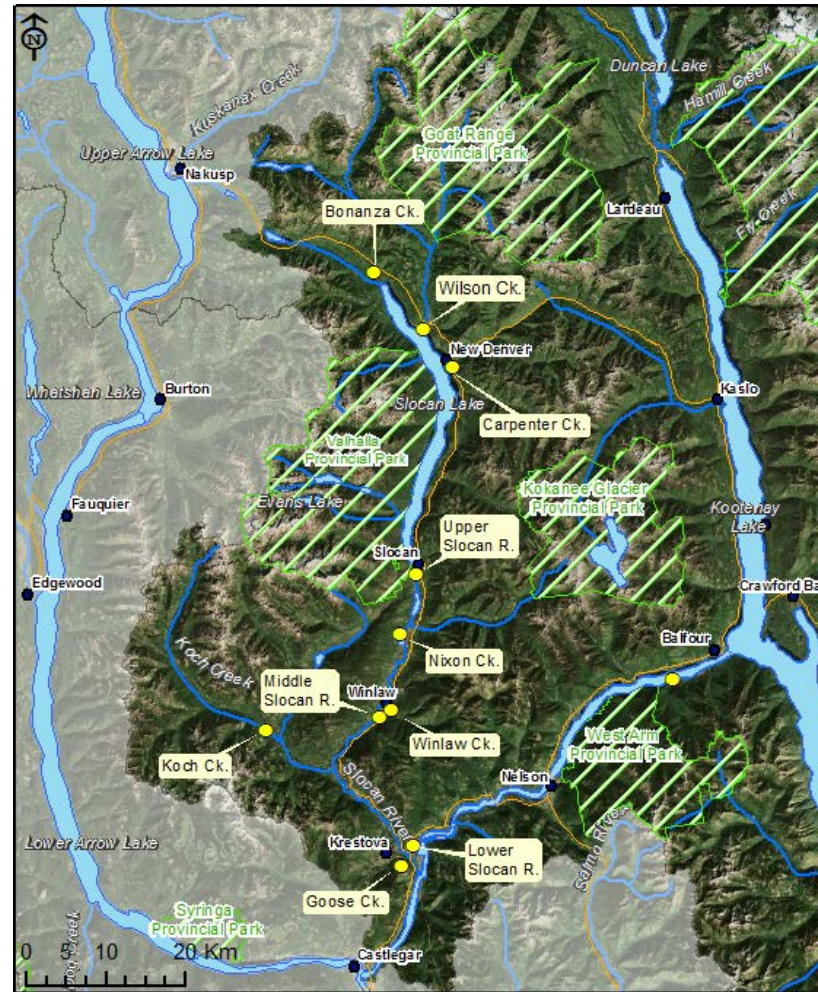 N
Duncan Lake
Hamill Creek
Kuskanax Creek
Goat Range
Provincial Park
Upper Arrow Lake
Nakusp
Lardeau
Fry Creek
Bonanza Ck.
Wilson Ck.
New Denver
Whatshan Lake
Burton
Slocan Lake
Kaslo
Carpenter Ck.
Valhalla
Provincial Park
Kokanee Glacier
Provincial Park
Evans Lake
Fauquier
Kootenay
Lake
Upper
Slocan R.
Slocan
Edgewood
Crawford Ba
Nixon Ck.
Balfour
Koch Creek
Middle
Slocan R.
Winlaw
Winlaw Ck.
West Arm
Provincial Park
Koch Ck.
Slocan River
Nelson
Salmo River
Lower Arrow Lake
Krestova
Lower
Slocan R.
Goose Ck.
Syringa
Provincial Park
0 5 10 20 Km
Castlegar
Creek